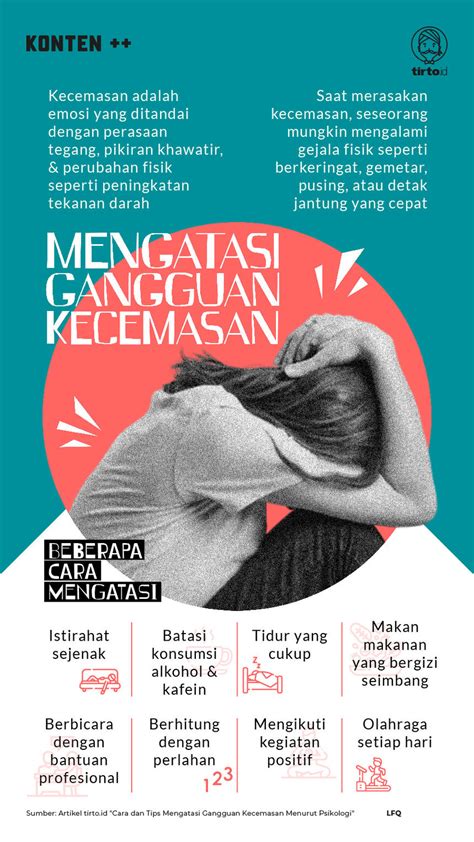 KONTEN ++
tirto.id
Kecemasan adalah
emosi yang ditandai
dengan perasaan
tegang, pikiran khawatir,
& perubahan fisik
seperti peningkatan
tekanan darah
Saat merasakan
kecemasan, seseorang
mungkin mengalami
gejala fisik seperti
berkeringat, gemetar,
pusing, atau detak
jantung yang cepat
MENGATASI
GANGGUAN
KECEMASAN
BEBERAPA
CARA
MENGATASI
Istirahat
sejenak
Batasi
konsumsi
alkohol &
kafein
Tidur yang
cukup
zzz
Makan
makanan
yang bergizi
seimbang
Berbicara
dengan
bantuan
profesional
Berhitung
dengan
perlahan
123
Mengikuti
kegiatan
positif
Olahraga
setiap hari
Sumber: Artikel tirto.id "Cara dan Tips Mengatasi Gangguan Kecemasan Menurut Psikologi"
LFQ